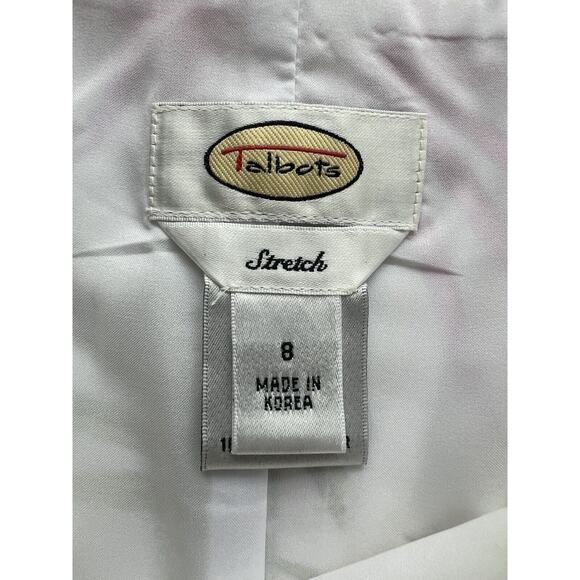 Talbots
Stretch
8
MADE IN
KOREA